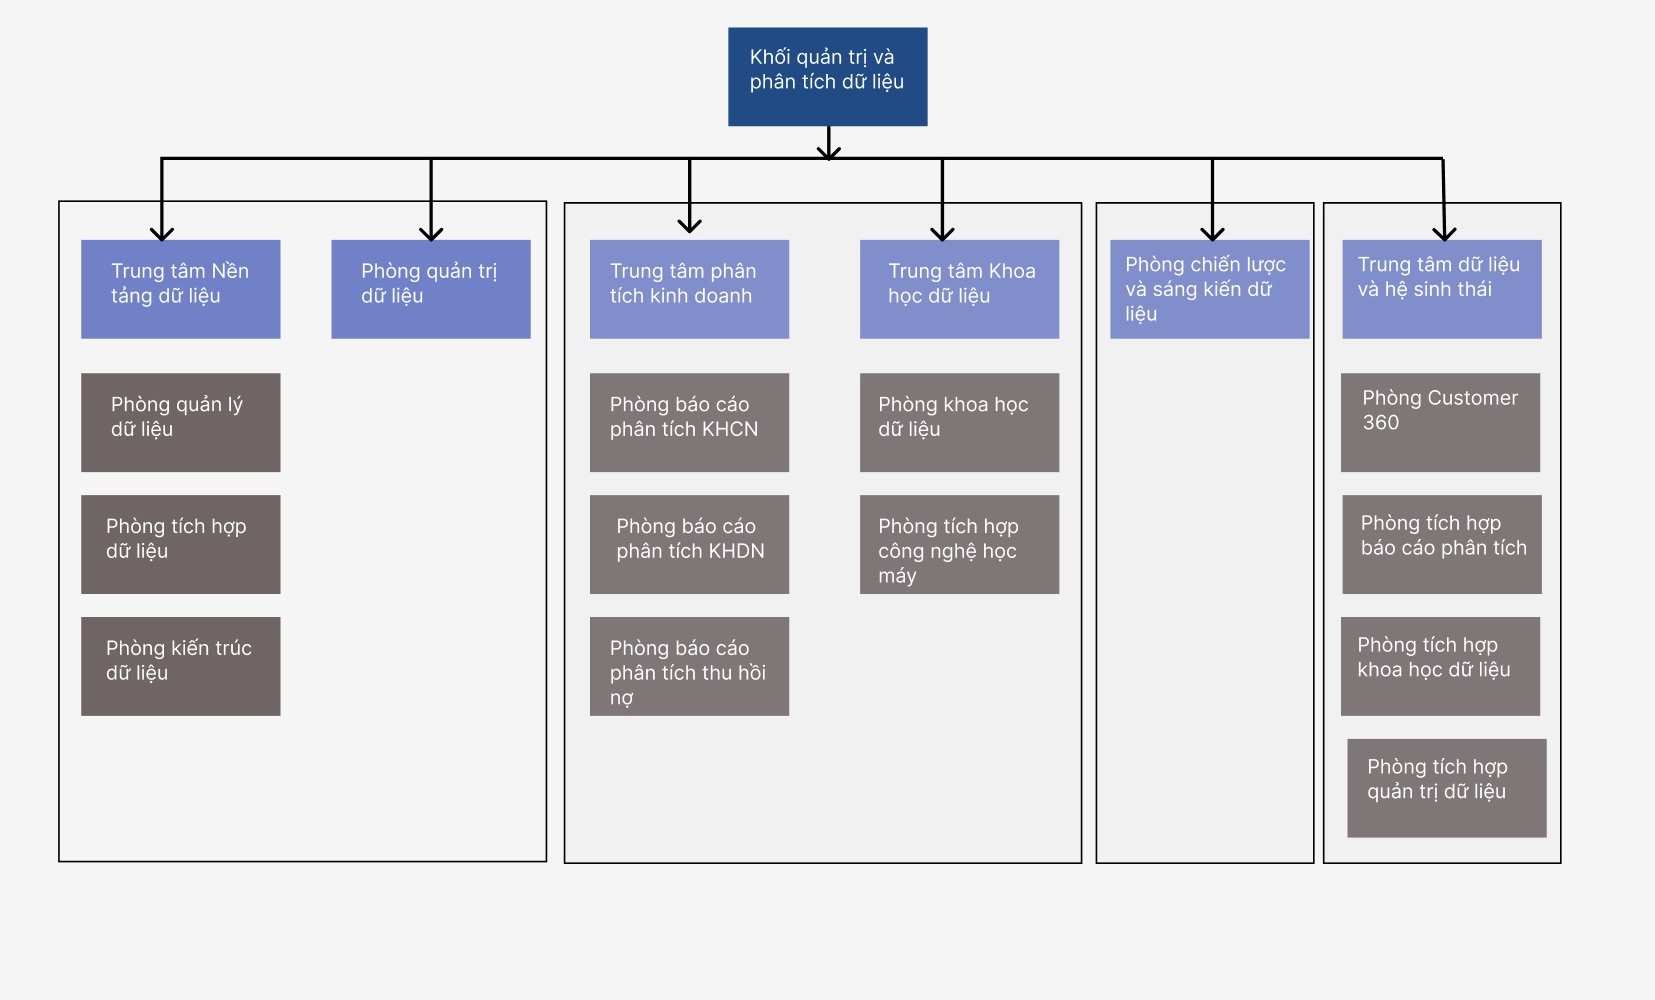 Khối quản trị và
phân tích dữ liệu
Trung tâm Nền
tảng dữ liệu
Phòng quản trị
dữ liệu
Trung tâm phân
tích kinh doanh
Trung tâm Khoa
học dữ liệu
Phòng chiến lược
và sáng kiến dữ
liệu
Trung tâm dữ liệu
và hệ sinh thái
Phòng quản lý
dữ liệu
Phòng báo cáo
phân tích KHCN
Phòng khoa học
dữ liệu
Phòng Customer
360
Phòng tích hợp
dữ liệu
Phòng báo cáo
phân tích KHDN
Phòng tích hợp
công nghệ học
máy
Phòng tích hợp
báo cáo phân tích
Phòng kiến trúc
dữ liệu
Phòng báo cáo
phân tích thu hồi
nợ
Phòng tích hợp
khoa học dữ liệu
Phòng tích hợp
quản trị dữ liệu